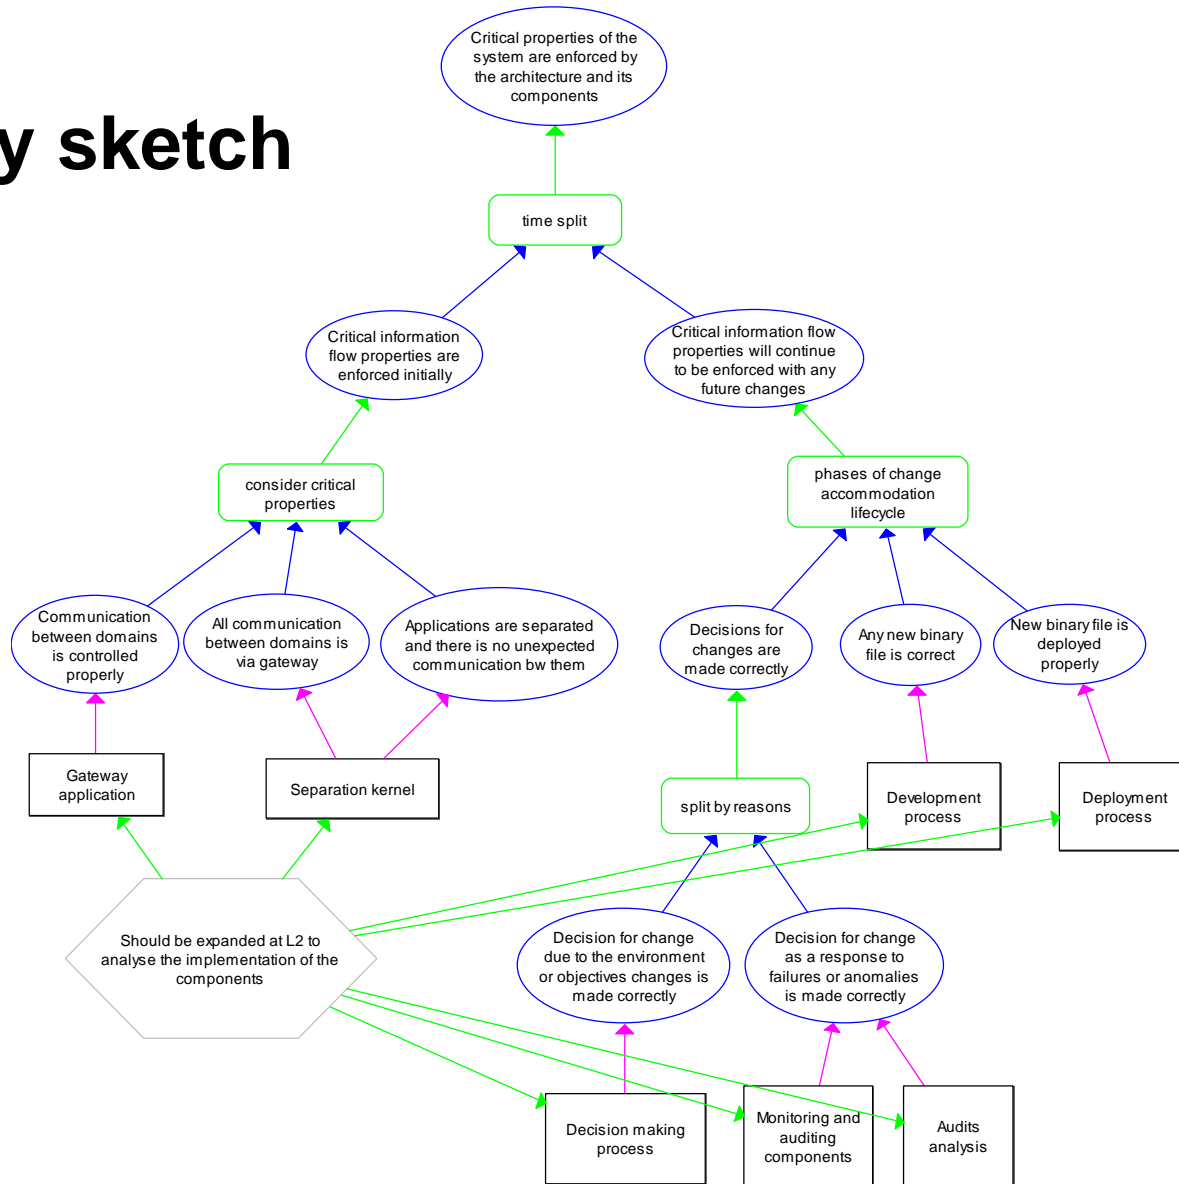 Critical properties of the
system are enforced by
the architecture and its
components
y sketch
time split
Critical information
flow properties are
enforced initially
Critical information flow
properties will continue
to be enforced with any
future changes
consider critical
properties
phases of change
accommodation
lifecycle
Communication
between domains
is controlled
properly
All communication
between domains is
via gateway
Applications are separated
and there is no unexpected
communication bw them
Decisions for
changes are
made correctly
Any new binary
file is correct
New binary file is
deployed
properly
Gateway
application
Separation kernel
split by reasons
Development
process
Deployment
process
Should be expanded at L2 to
analyse the implementation of the
components
Decision for change
due to the environment
or objectives changes is
made correctly
Decision for change
as a response to
failures or anomalies
is made correctly
Decision making
process
Monitoring and
auditing
components
Audits
analysis